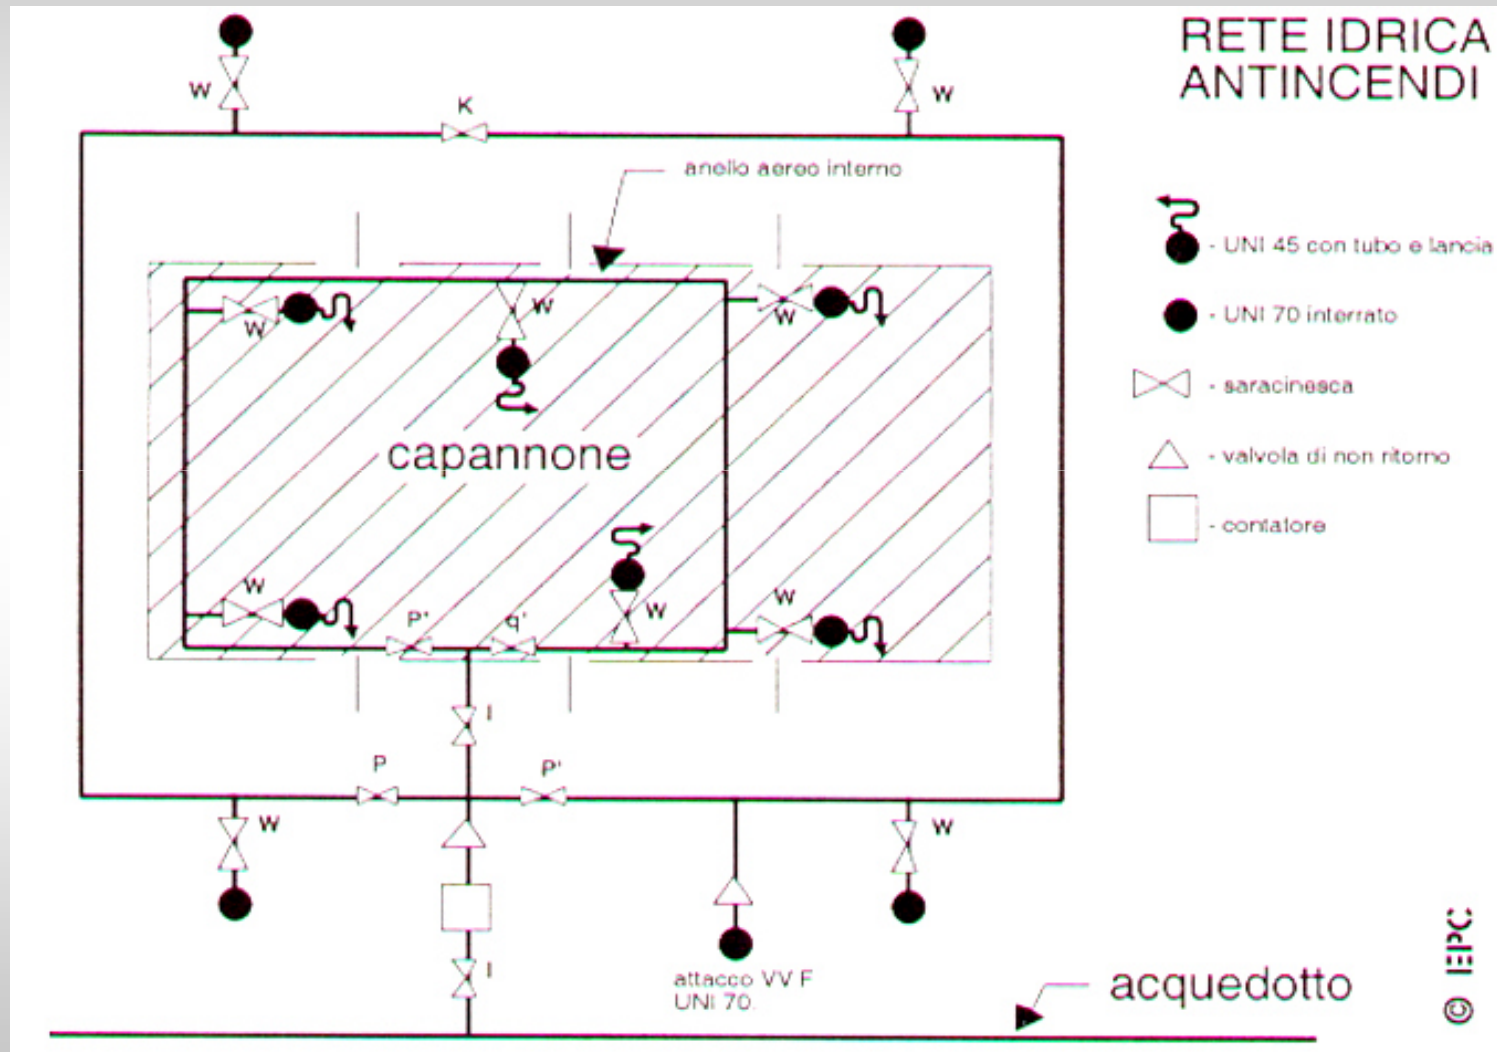 RETE IDRICA
ANTINCENDI
W
W
K
anello aereo interno
- UNI 45 con tubo e lancia
- UNI 70 interrato
- saracinesca
- valvola di non ritorno
- contatore
W
W
W
capannone
W
W
W
P'
q'
I
P
P'
W
W
I
attacco VV F
UNI 70.
acquedotto
© EPC